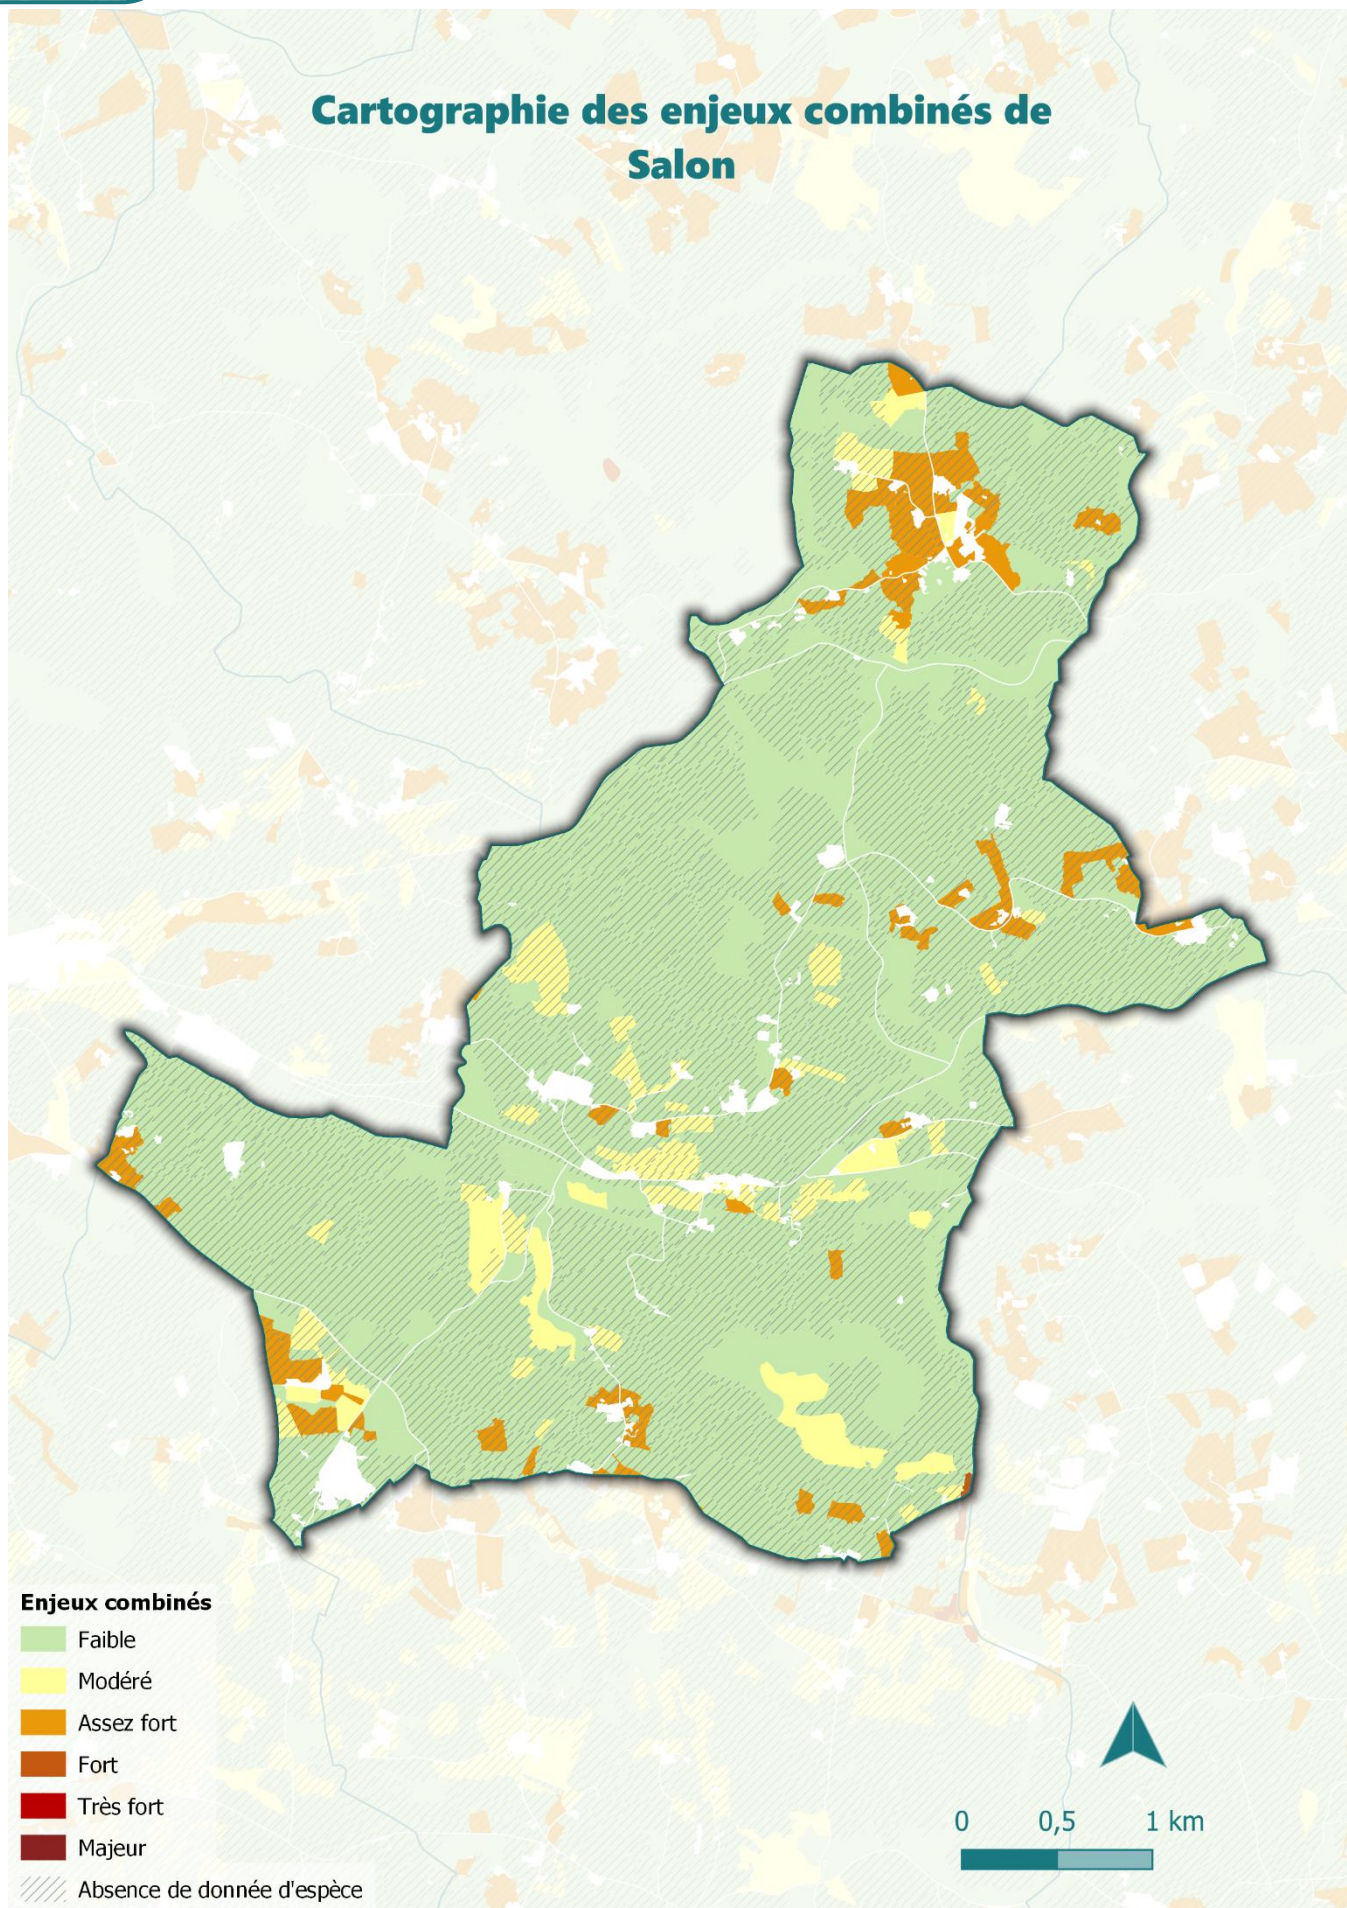 Cartographie des enjeux combinés de
Salon
Enjeux combinés
Faible
Modéré
Assez fort
Fort
Très fort
Majeur
Absence de donnée d'espèce
0 0,5 1 km